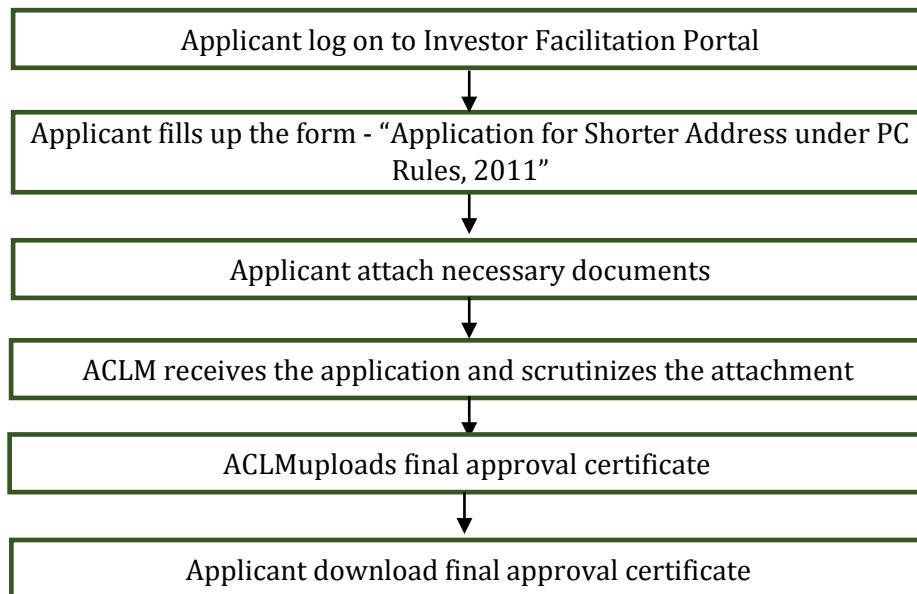 Applicant log on to Investor Facilitation Portal
Applicant fills up the form - “Application for Shorter Address under PC
Rules, 2011”
Applicant attach necessary documents
ACLM receives the application and scrutinizes the attachment
ACLMuploads final approval certificate
Applicant download final approval certificate